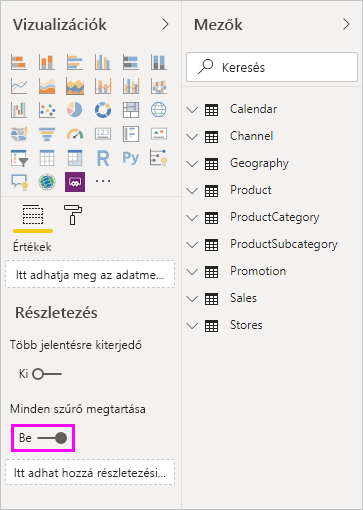 Vizualizációk
123
R Py
Értékek
Itt adhatja meg az adatme...
Részletezés
Több jelentésre kiterjedő
Ki
Minden szűrő megtartása
Be
Itt adhat hozzá részletezési...
Mezők
Keresés
Calendar
Channel
Geography
Product
ProductCategory
ProductSubcategory
Promotion
Sales
Stores